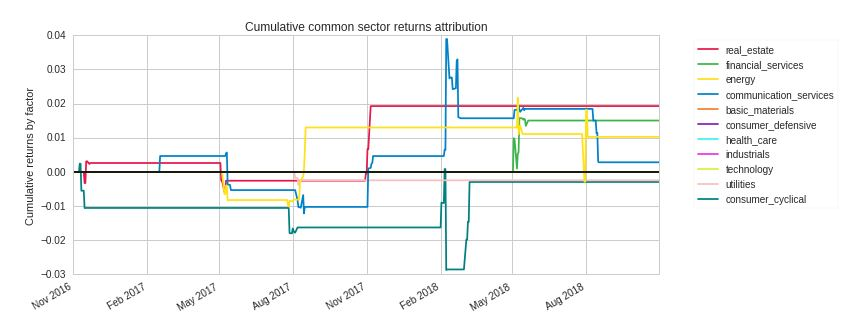 Cumulative common sector returns attribution
Cumulative returns by factor
0.04
0.03
0.02
0.01
0.00
−0.01
−0.02
−0.03
Nov 2016
Feb 2017
May 2017
Aug 2017
Nov 2017
Feb 2018
May 2018
Aug 2018
real_estate
financial_services
energy
communication_services
basic_materials
consumer_defensive
health_care
industrials
technology
utilities
consumer_cyclical